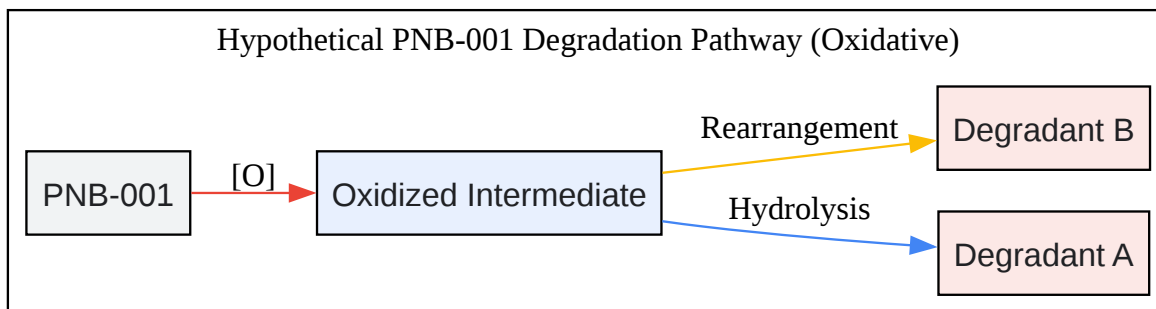 Hypothetical PNB-001 Degradation Pathway (Oxidative)
PNB-001
[O]
Oxidized Intermediate
Rearrangement
Degradant B
Hydrolysis
Degradant A